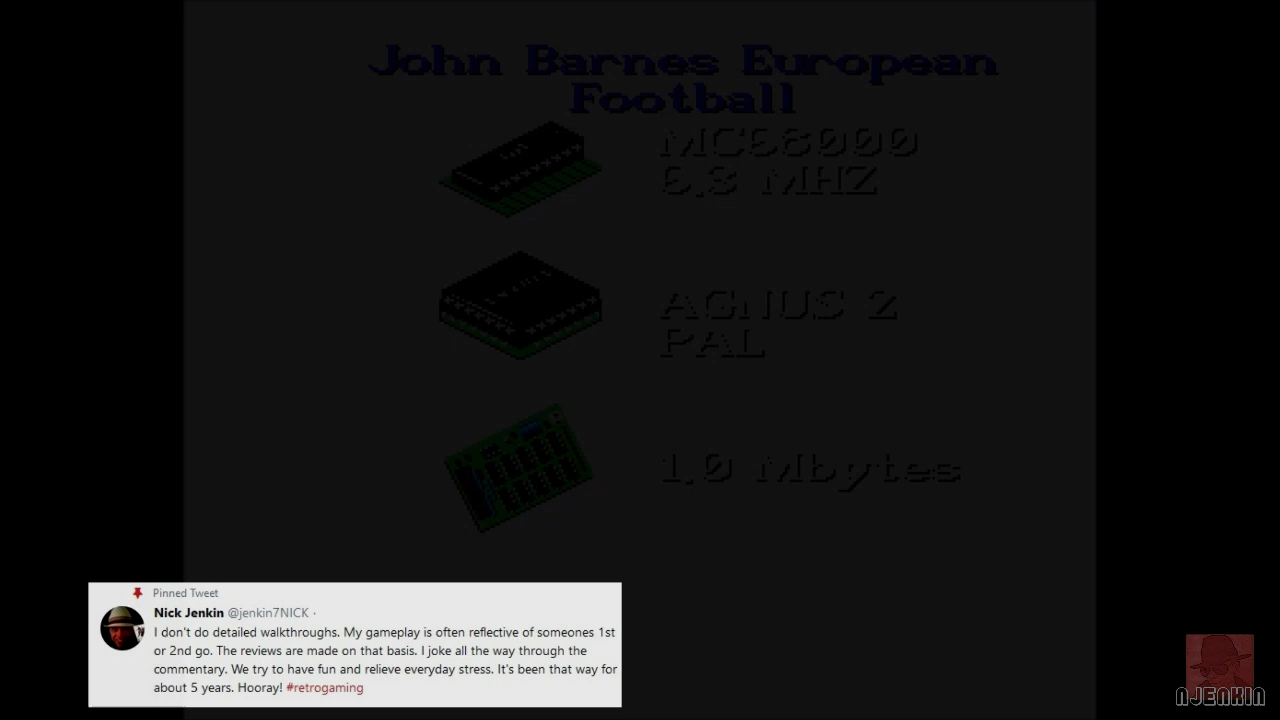 John Barnes European
Football
MC68000
6.8 MHZ
AGNUS 2
PAL
1.0 Mbytes
Pinned Tweet
Nick Jenkin @jenkin7NICK ·
I don't do detailed walkthroughs. My gameplay is often reflective of someones 1st
or 2nd go. The reviews are made on that basis. I joke all the way through the
commentary. We try to have fun and relieve everyday stress. It's been that way for
about 5 years. Hooray! #retrogaming
NJENKIN